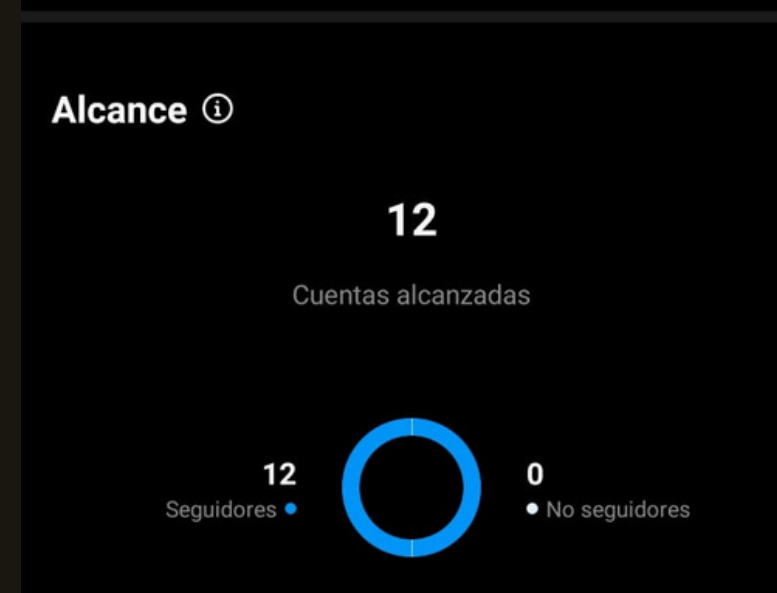 Alcance
12
Cuentas alcanzadas
12
Seguidores
0
No seguidores